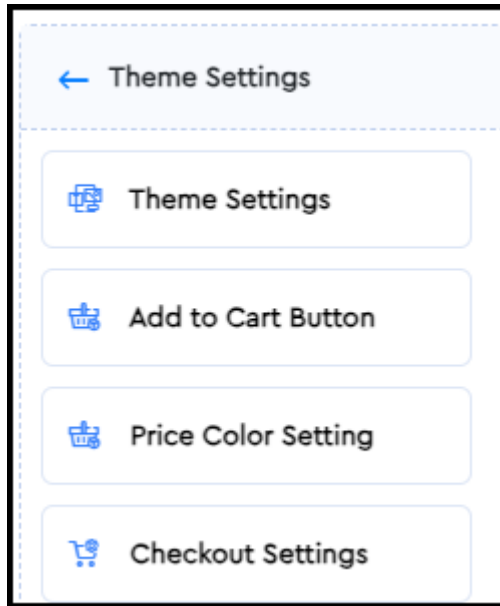 Theme Settings
Theme Settings
Add to Cart Button
Price Color Setting
Checkout Settings